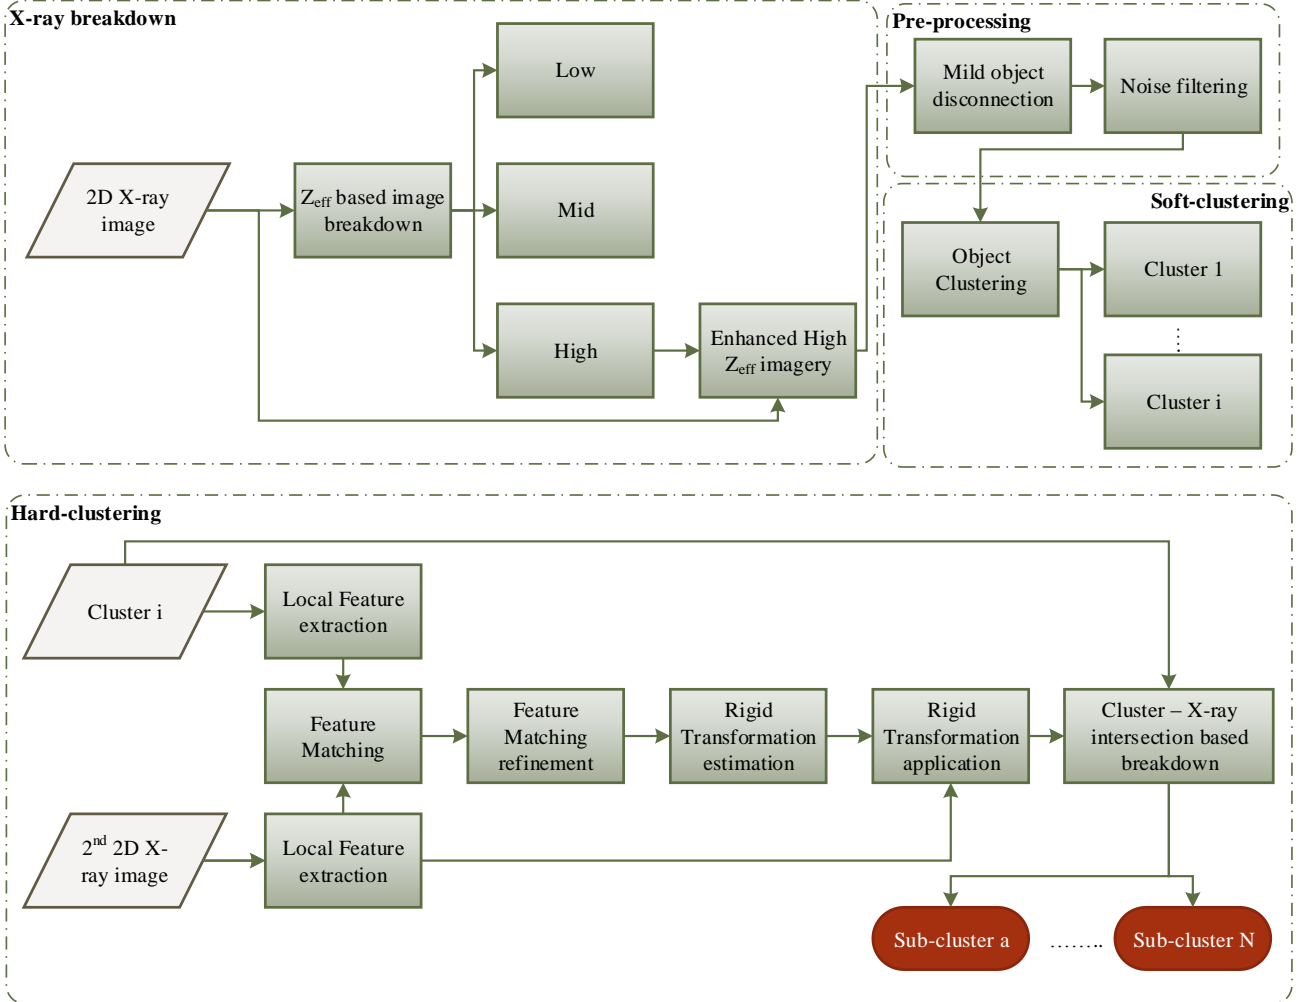 X-ray breakdown
2D X-ray
image
Zeff based image
breakdown
Low
Mid
High
Enhanced High
Zeff imagery
Pre-processing
Mild object
disconnection
Noise filtering
Soft-clustering
Object
Clustering
Cluster 1
Cluster i
Hard-clustering
Cluster i
Local Feature
extraction
Feature
Matching
2nd 2D X-
ray image
Local Feature
extraction
Feature
Matching
refinement
Rigid
Transformation
estimation
Rigid
Transformation
application
Cluster – X-ray
intersection based
breakdown
Sub-cluster a
........
Sub-cluster N